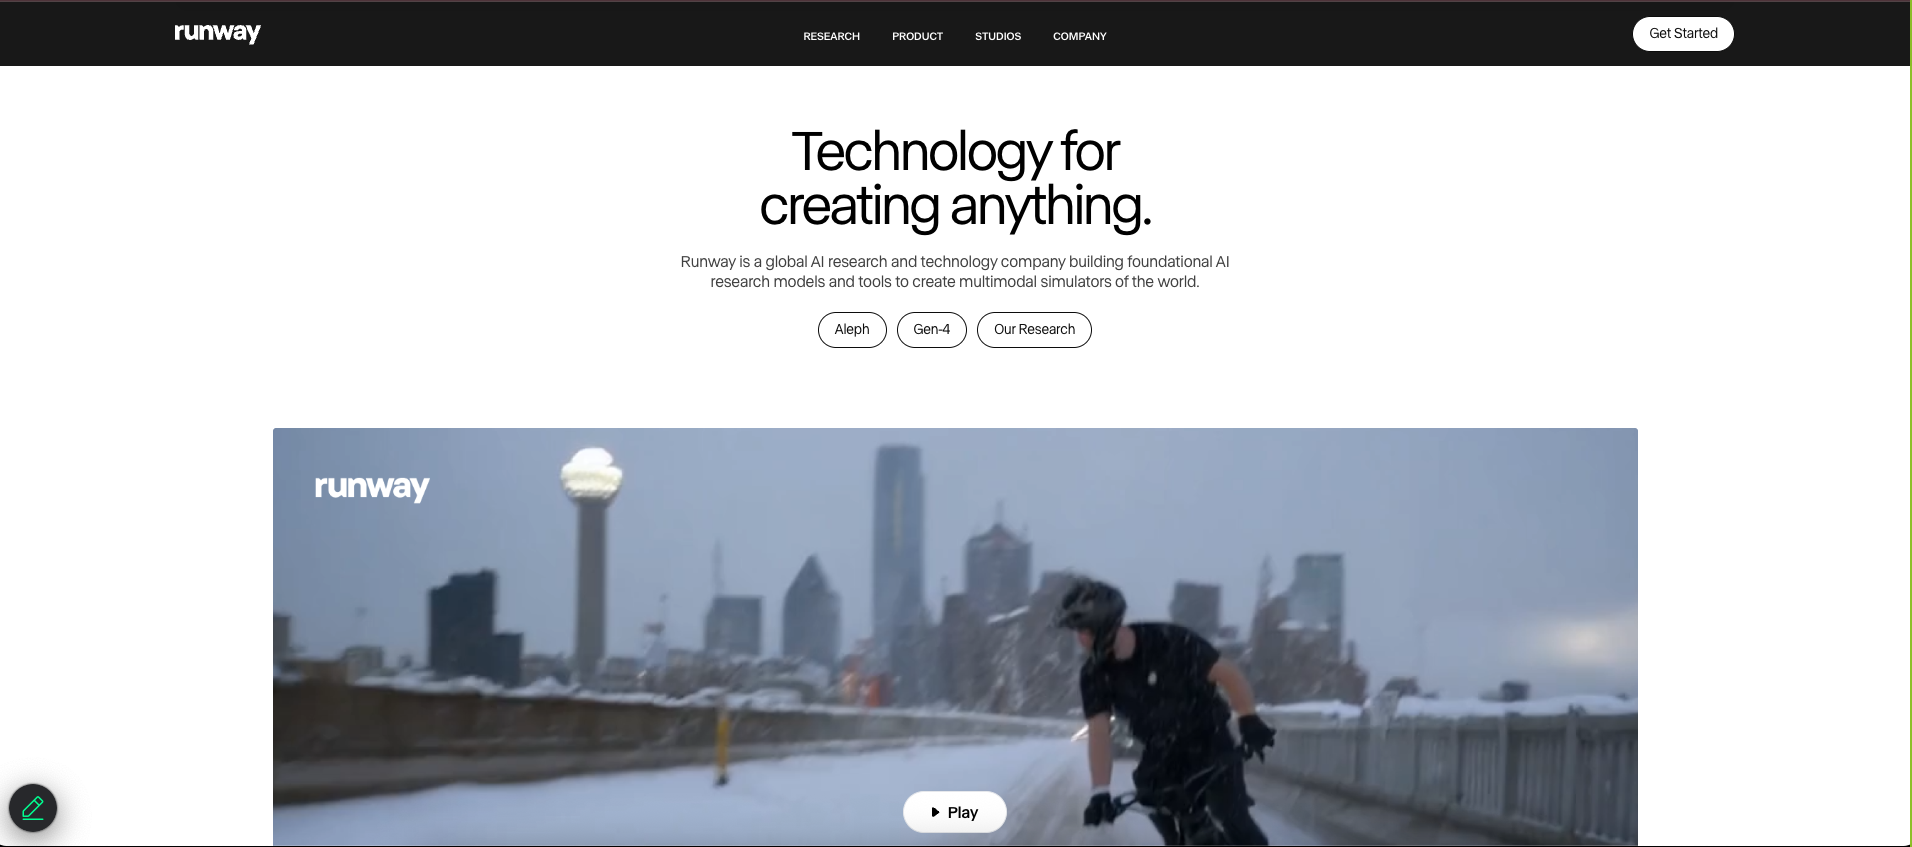 runway
RESEARCH
PRODUCT
STUDIOS
COMPANY
Get Started
Technology for
creating anything.
Runway is a global AI research and technology company building foundational AI
research models and tools to create multimodal simulators of the world.
Aleph
Gen-4
Our Research
runway
Play